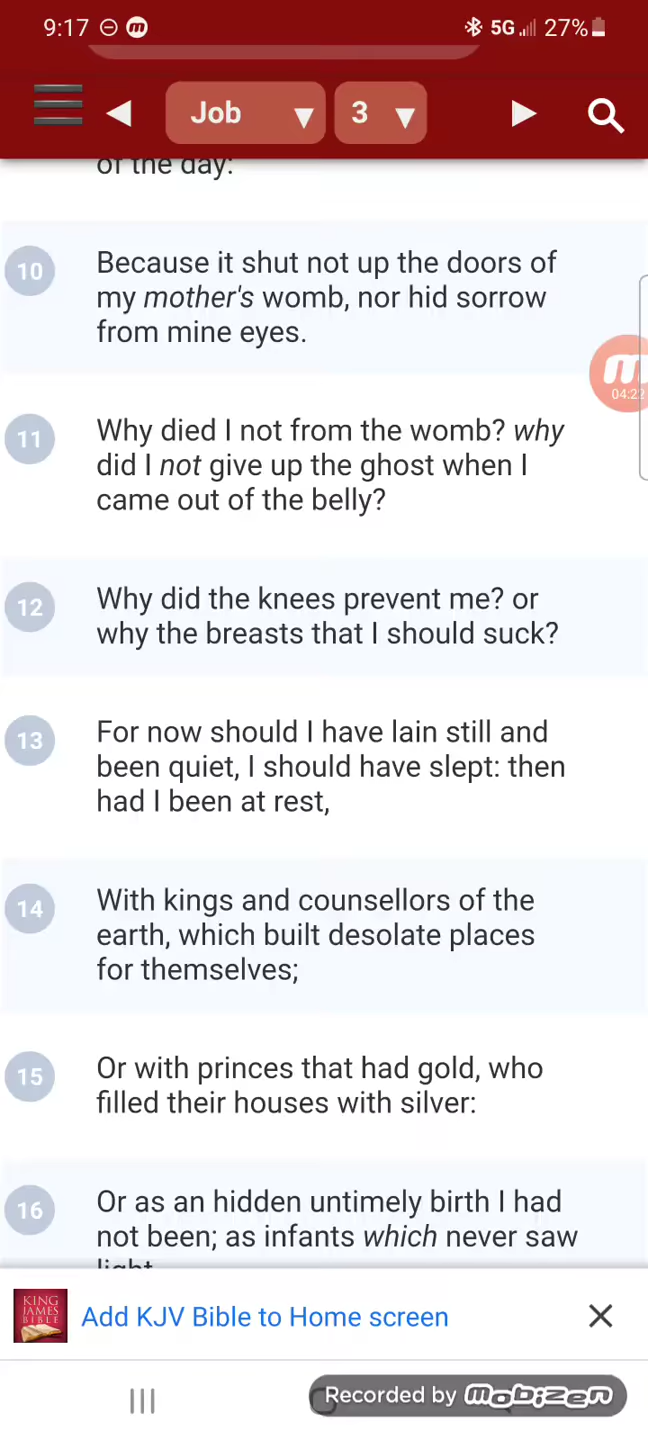 9:17 m 5G 27%
Job 3
of the day:
10 Because it shut not up the doors of
my mother's womb, nor hid sorrow
from mine eyes.
m
04:22
11 Why died I not from the womb? why
did I not give up the ghost when I
came out of the belly?
12 Why did the knees prevent me? or
why the breasts that I should suck?
13 For now should I have lain still and
been quiet, I should have slept: then
had I been at rest,
14 With kings and counsellors of the
earth, which built desolate places
for themselves;
15 Or with princes that had gold, who
filled their houses with silver:
16 Or as an hidden untimely birth I had
not been; as infants which never saw
light
KING
JAMES
BIBLE
Add KJV Bible to Home screen
Recorded by mobizen